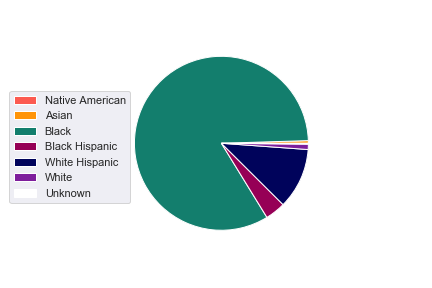 Native American
Asian
Black
Black Hispanic
White Hispanic
White
Unknown